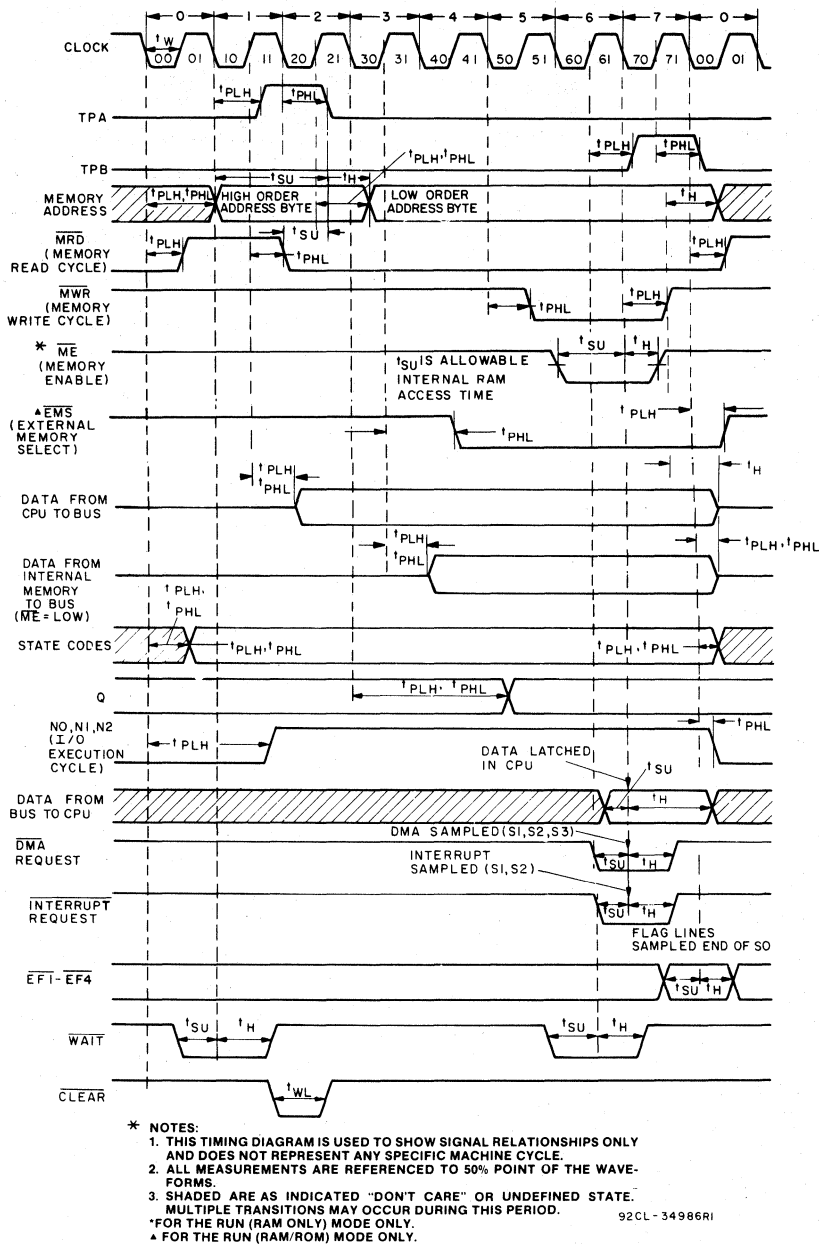 0 1 2 3 4 5 6 7 0
CLOCK
tW
00 01 10 11 20 21 30 31 40 41 50 51 60 61 70 71 00 01
tPLH tPHL
TPA
tPLH, tPHL
tPLH tPHL
TPB
tSU tH
MEMORY ADDRESS
tPLH, tPHL
HIGH ORDER ADDRESS BYTE
LOW ORDER ADDRESS BYTE
tH
MRD (MEMORY READ CYCLE)
tPLH
tSU
tPHL
tPLH
MWR (MEMORY WRITE CYCLE)
tPHL
tPLH
* ME (MEMORY ENABLE)
tSU IS ALLOWABLE INTERNAL RAM ACCESS TIME
tSU tH
▲ EMS (EXTERNAL MEMORY SELECT)
tPHL
tPLH
tH
DATA FROM CPU TO BUS
tPLH
tPHL
tPLH, tPHL
DATA FROM INTERNAL MEMORY TO BUS (ME = LOW)
tPLH
tPHL
STATE CODES
tPLH, tPHL
tPLH, tPHL
tPLH, tPHL
Q
tPLH, tPHL
N0, N1, N2 (I/O EXECUTION CYCLE)
tPLH
tPHL
DATA LATCHED IN CPU
tSU
DATA FROM BUS TO CPU
tH
DMA REQUEST
DMA SAMPLED (S1, S2, S3)
tSU tH
INTERRUPT SAMPLED (S1, S2)
INTERRUPT REQUEST
tSU tH
FLAG LINES SAMPLED END OF S0
EF1-EF4
tSU tH
WAIT
tSU tH
tSU tH
CLEAR
tWL
* NOTES:
1. THIS TIMING DIAGRAM IS USED TO SHOW SIGNAL RELATIONSHIPS ONLY
AND DOES NOT REPRESENT ANY SPECIFIC MACHINE CYCLE.
2. ALL MEASUREMENTS ARE REFERENCED TO 50% POINT OF THE WAVE-
FORMS.
3. SHADED ARE AS INDICATED "DON'T CARE" OR UNDEFINED STATE.
MULTIPLE TRANSITIONS MAY OCCUR DURING THIS PERIOD.
*FOR THE RUN (RAM ONLY) MODE ONLY.
▲ FOR THE RUN (RAM/ROM) MODE ONLY.
92CL-34986R1